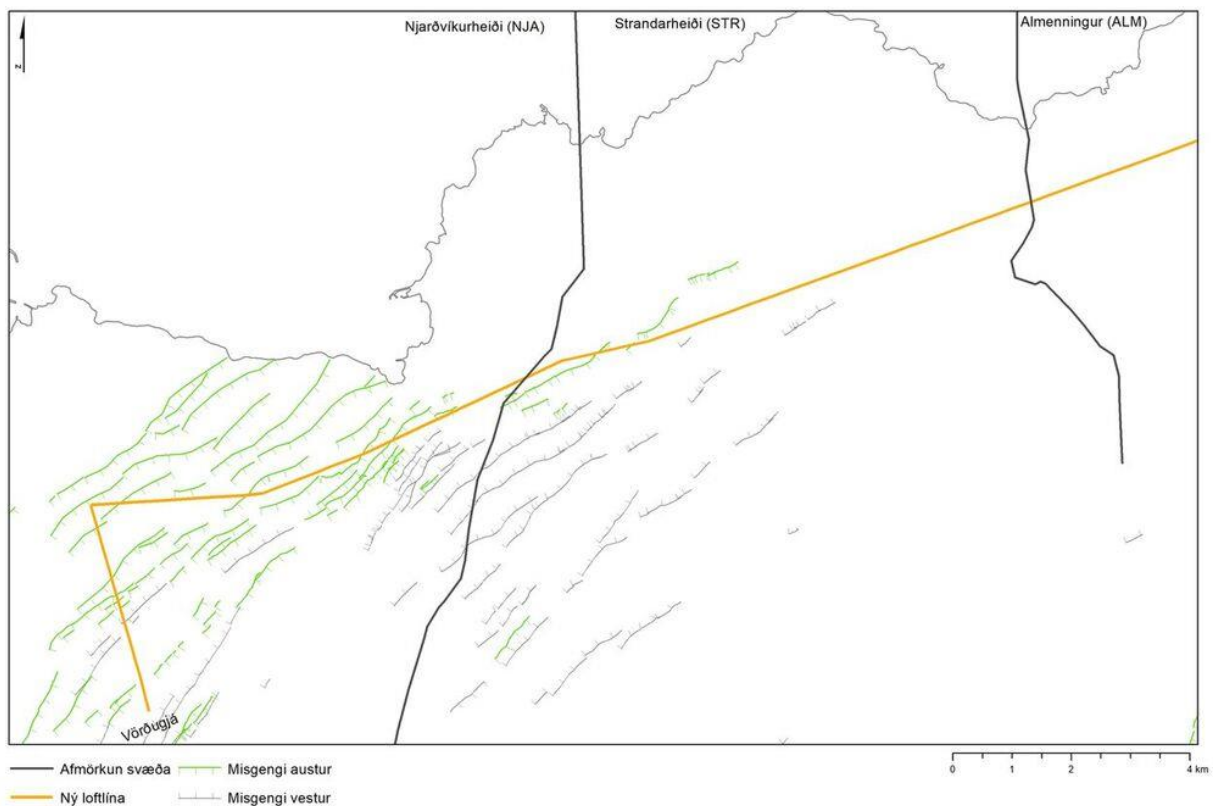 Njarðvíkurheiði (NJA)
Strandarheiði (STR)
Almenningur (ALM)
N
Vörðugjá
Afmörkun svæða
Misgengi austur
Ný loftlína
Misgengi vestur
0 1 2 4 km